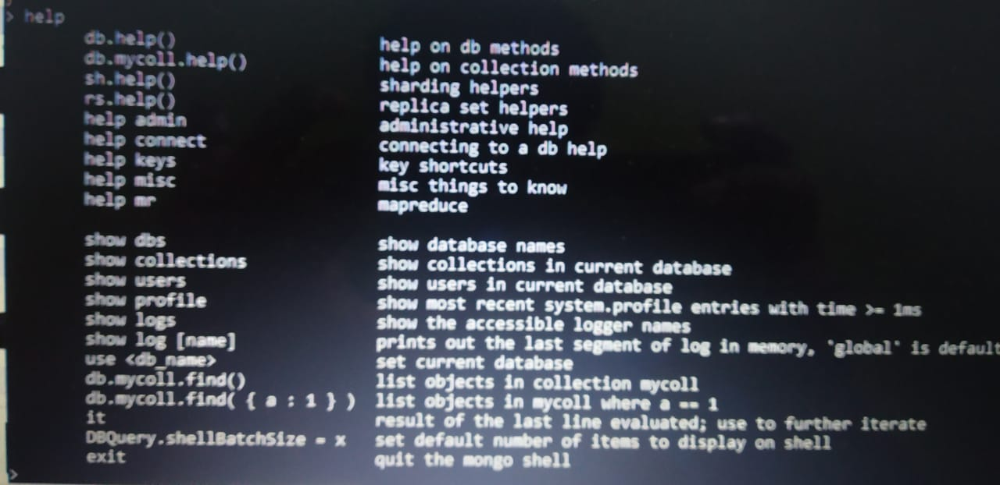 > help
db.help() help on db methods
db.mycoll.help() help on collection methods
sh.help() sharding helpers
rs.help() replica set helpers
help admin administrative help
help connect connecting to a db help
help keys key shortcuts
help misc misc things to know
help mr mapreduce
show dbs show database names
show collections show collections in current database
show users show users in current database
show profile show most recent system.profile entries with time >= 1ms
show logs show the accessible logger names
show log [name] prints out the last segment of log in memory, 'global' is default
use <db_name> set current database
db.mycoll.find() list objects in collection mycoll
db.mycoll.find( { a : 1 } ) list objects in mycoll where a == 1
it result of the last line evaluated; use to further iterate
DBQuery.shellBatchSize = x set default number of items to display on shell
exit quit the mongo shell
>